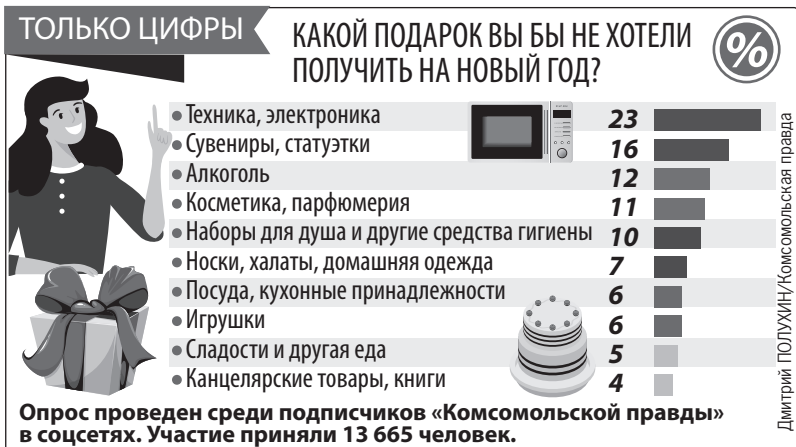 ТОЛЬКО ЦИФРЫ
КАКОЙ ПОДАРОК ВЫ БЫ НЕ ХОТЕЛИ
ПОЛУЧИТЬ НА НОВЫЙ ГОД?
%
• Техника, электроника 23
• Сувениры, статуэтки 16
• Алкоголь 12
• Косметика, парфюмерия 11
• Наборы для душа и другие средства гигиены 10
• Носки, халаты, домашняя одежда 7
• Посуда, кухонные принадлежности 6
• Игрушки 6
• Сладости и другая еда 5
• Канцелярские товары, книги 4
Опрос проведен среди подписчиков «Комсомольской правды»
в соцсетях. Участие приняли 13 665 человек.
Дмитрий ПОЛУХИН/Комсомольская правда